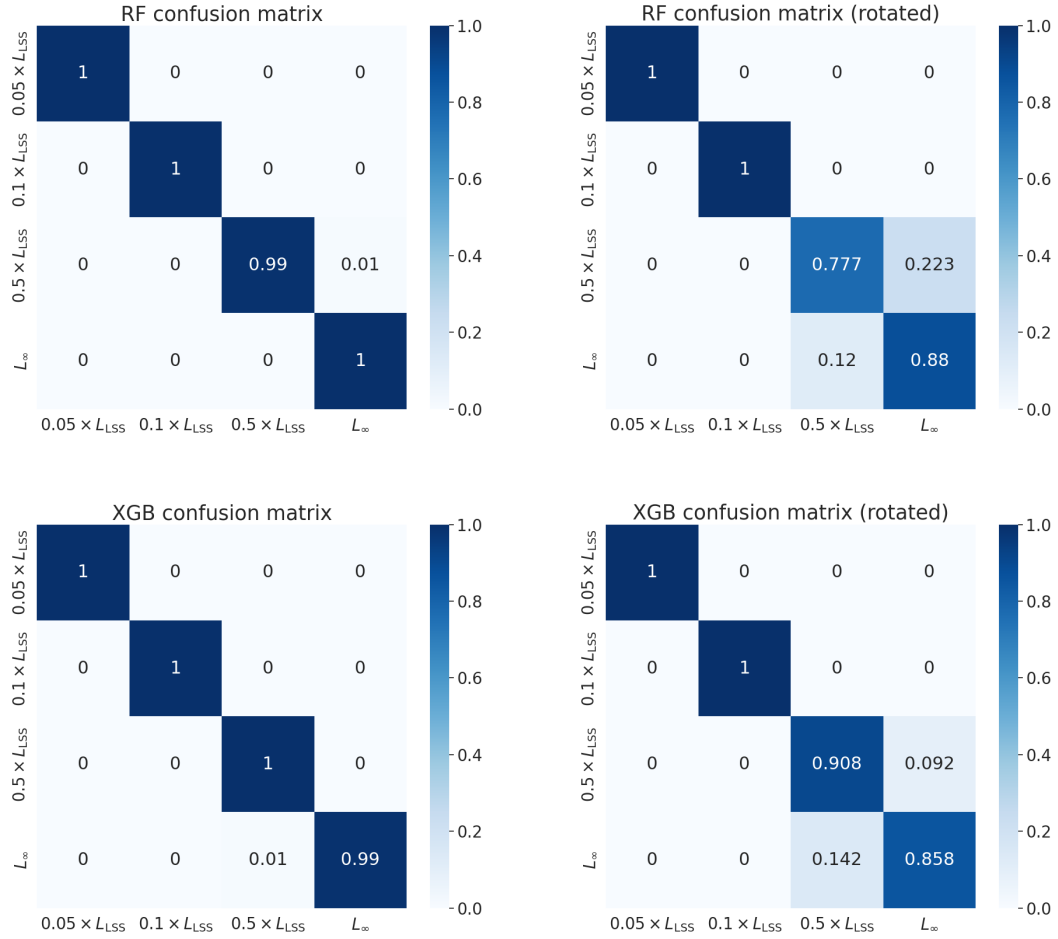 RF confusion matrix
0.05 × L_LSS 1 0 0 0
0.1 × L_LSS 0 1 0 0
0.5 × L_LSS 0 0 0.99 0.01
L_∞ 0 0 0 1
0.05 × L_LSS 0.1 × L_LSS 0.5 × L_LSS L_∞
1.0
0.8
0.6
0.4
0.2
0.0
RF confusion matrix (rotated)
0.05 × L_LSS 1 0 0 0
0.1 × L_LSS 0 1 0 0
0.5 × L_LSS 0 0 0.777 0.223
L_∞ 0 0 0.12 0.88
0.05 × L_LSS 0.1 × L_LSS 0.5 × L_LSS L_∞
1.0
0.8
0.6
0.4
0.2
0.0
XGB confusion matrix
0.05 × L_LSS 1 0 0 0
0.1 × L_LSS 0 1 0 0
0.5 × L_LSS 0 0 1 0
L_∞ 0 0 0.01 0.99
0.05 × L_LSS 0.1 × L_LSS 0.5 × L_LSS L_∞
1.0
0.8
0.6
0.4
0.2
0.0
XGB confusion matrix (rotated)
0.05 × L_LSS 1 0 0 0
0.1 × L_LSS 0 1 0 0
0.5 × L_LSS 0 0 0.908 0.092
L_∞ 0 0 0.142 0.858
0.05 × L_LSS 0.1 × L_LSS 0.5 × L_LSS L_∞
1.0
0.8
0.6
0.4
0.2
0.0